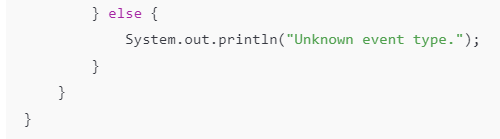 } else {
System.out.println("Unknown event type.");
}
}
}